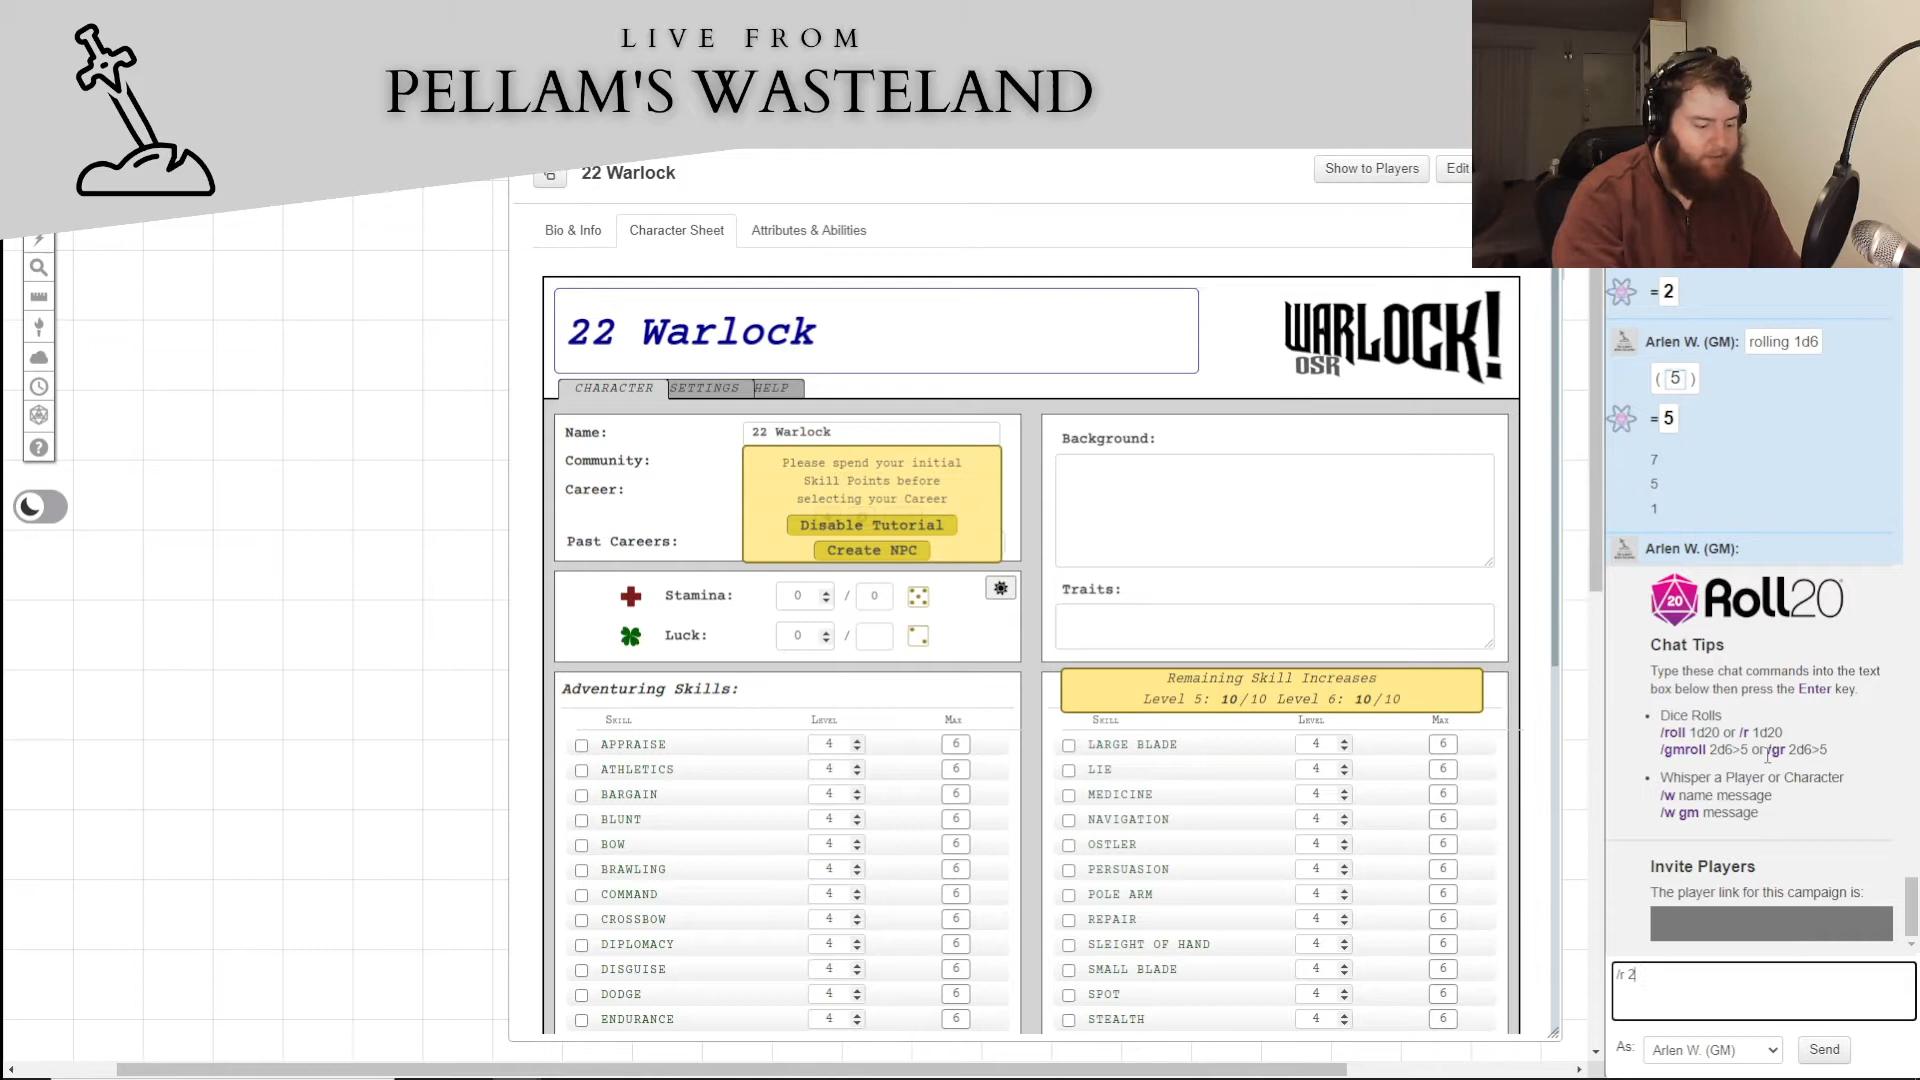 LIVE FROM
PELLAM'S WASTELAND
22 Warlock
Show to Players
Edit
Bio & Info
Character Sheet
Attributes & Abilities
22 Warlock
WARLOCK!
OSR
CHARACTER
SETTINGS
HELP
Name:
22 Warlock
Community:
Career:
Past Careers:
Please spend your initial
Skill Points before
selecting your Career
Disable Tutorial
Create NPC
Background:
Stamina: 0 / 0
Luck: 0 /
Traits:
Adventuring Skills:
SKILL LEVEL MAX
APPRAISE 4 6
ATHLETICS 4 6
BARGAIN 4 6
BLUNT 4 6
BOW 4 6
BRAWLING 4 6
COMMAND 4 6
CROSSBOW 4 6
DIPLOMACY 4 6
DISGUISE 4 6
DODGE 4 6
ENDURANCE 4 6
Remaining Skill Increases
Level 5: 10/10 Level 6: 10/10
SKILL LEVEL MAX
LARGE BLADE 4 6
LIE 4 6
MEDICINE 4 6
NAVIGATION 4 6
OSTLER 4 6
PERSUASION 4 6
POLE ARM 4 6
REPAIR 4 6
SLEIGHT OF HAND 4 6
SMALL BLADE 4 6
SPOT 4 6
STEALTH 4 6
= 2
Arlen W. (GM): rolling 1d6
( 5 )
= 5
7
5
1
Arlen W. (GM):
20 Roll20
Chat Tips
Type these chat commands into the text
box below then press the Enter key.
• Dice Rolls
/roll 1d20 or /r 1d20
/gmroll 2d6>5 or /gr 2d6>5
• Whisper a Player or Character
/w name message
/w gm message
Invite Players
The player link for this campaign is:
/r 2
As: Arlen W. (GM) Send